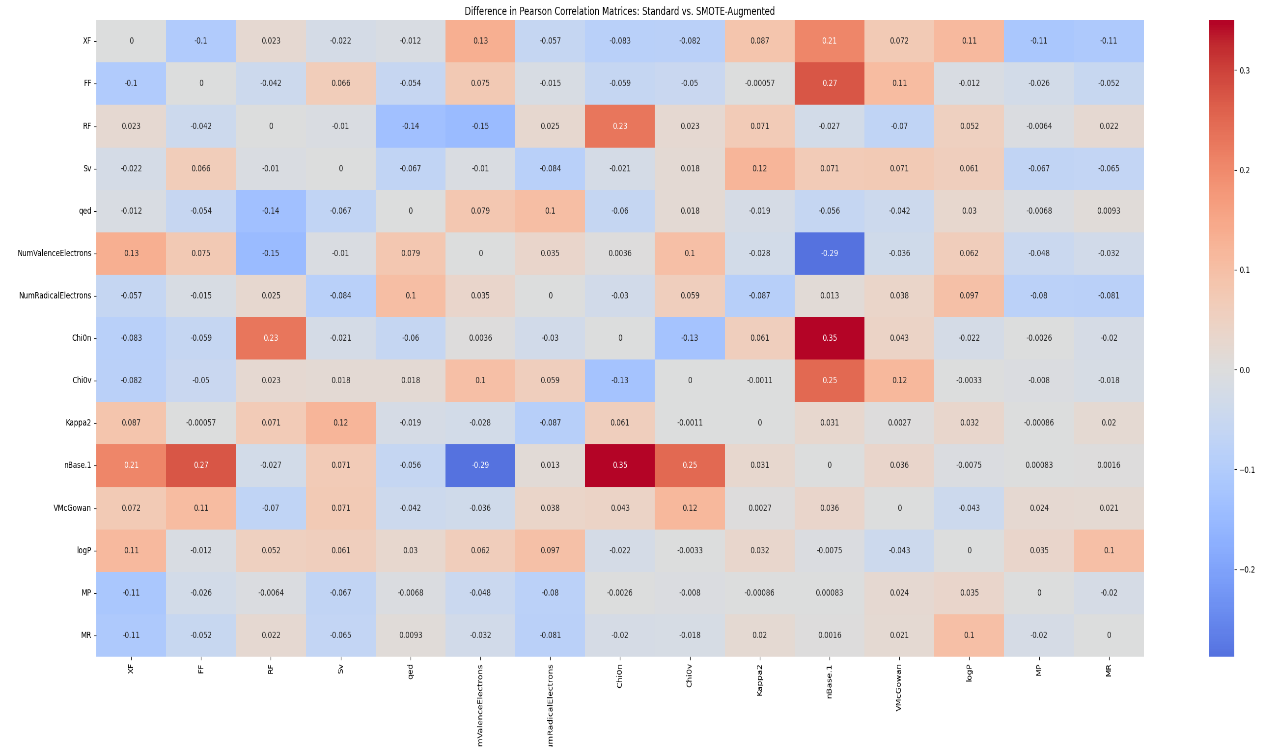 Difference in Pearson Correlation Matrices: Standard vs. SMOTE-Augmented
XF 0 -0.1 0.023 -0.022 -0.012 0.13 -0.057 -0.083 -0.082 0.087 0.21 0.072 0.11 -0.11 -0.11
FF -0.1 0 -0.042 0.066 -0.054 0.075 -0.015 -0.059 -0.05 -0.00057 0.27 0.11 -0.012 -0.026 -0.052
RF 0.023 -0.042 0 -0.01 -0.14 -0.15 0.025 0.23 0.023 0.071 -0.027 -0.07 0.052 -0.0064 0.022
Sv -0.022 0.066 -0.01 0 -0.067 -0.01 -0.084 -0.021 0.018 0.12 0.071 0.071 0.061 -0.067 -0.065
qed -0.012 -0.054 -0.14 -0.067 0 0.079 0.1 -0.06 0.018 -0.019 -0.056 -0.042 0.03 -0.0068 0.0093
NumValenceElectrons 0.13 0.075 -0.15 -0.01 0.079 0 0.035 0.0036 0.1 -0.028 -0.29 -0.036 0.062 -0.048 -0.032
NumRadicalElectrons -0.057 -0.015 0.025 -0.084 0.1 0.035 0 -0.03 0.059 -0.087 0.013 0.038 0.097 -0.08 -0.081
Chi0n -0.083 -0.059 0.23 -0.021 -0.06 0.0036 -0.03 0 -0.13 0.061 0.35 0.043 -0.022 -0.0026 -0.02
Chi0v -0.082 -0.05 0.023 0.018 0.018 0.1 0.059 -0.13 0 -0.0011 0.25 0.12 -0.0033 -0.008 -0.018
Kappa2 0.087 -0.00057 0.071 0.12 -0.019 -0.028 -0.087 0.061 -0.0011 0 0.031 0.0027 0.032 -0.00086 0.02
nBase.1 0.21 0.27 -0.027 0.071 -0.056 -0.29 0.013 0.35 0.25 0.031 0 0.036 -0.0075 0.00083 0.0016
VMcGowan 0.072 0.11 -0.07 0.071 -0.042 -0.036 0.038 0.043 0.12 0.0027 0.036 0 -0.043 0.024 0.021
logP 0.11 -0.012 0.052 0.061 0.03 0.062 0.097 -0.022 -0.0033 0.032 -0.0075 -0.043 0 0.035 0.1
MP -0.11 -0.026 -0.0064 -0.067 -0.0068 -0.048 -0.08 -0.0026 -0.008 -0.00086 0.00083 0.024 0.035 0 -0.02
MR -0.11 -0.052 0.022 -0.065 0.0093 -0.032 -0.081 -0.02 -0.018 0.02 0.0016 0.021 0.1 -0.02 0
XF FF RF Sv qed mValenceElectrons umRadicalElectrons Chi0n Chi0v Kappa2 nBase.1 VMcGowan logP MP MR
0.3
0.2
0.1
0.0
−0.1
−0.2